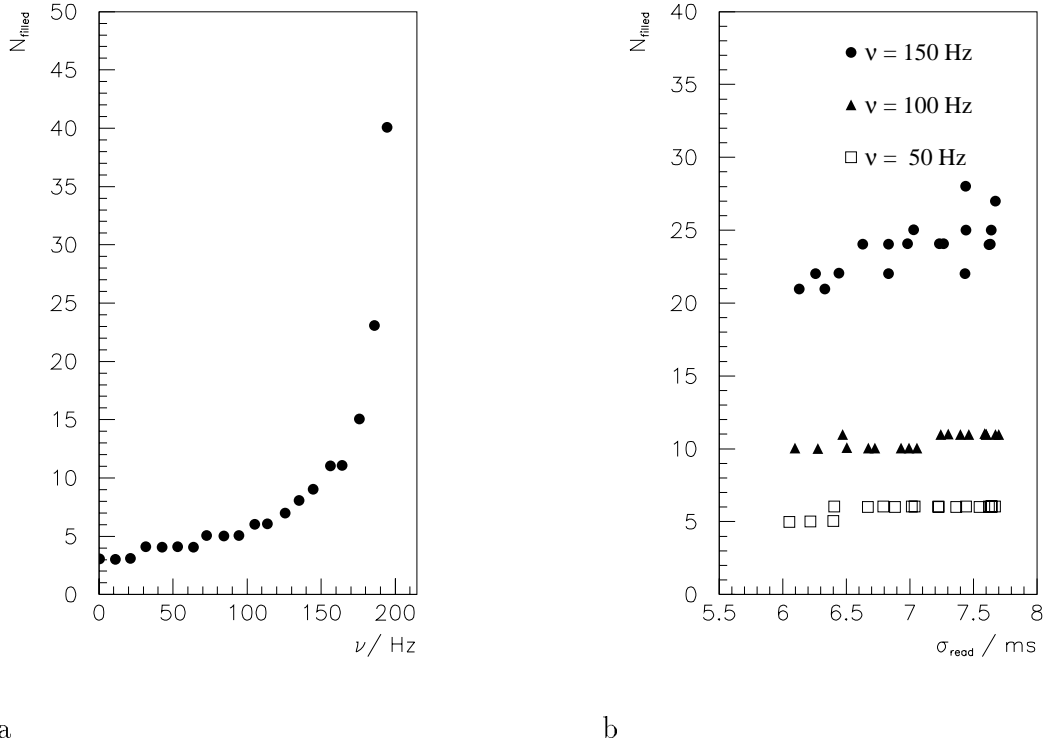 N_filled
50
45
40
35
30
25
20
15
10
5
0
0 50 100 150 200
ν / Hz
a
N_filled
40
35
30
25
20
15
10
5
0
ν = 150 Hz
ν = 100 Hz
ν = 50 Hz
5.5 6 6.5 7 7.5 8
σ_read / ms
b